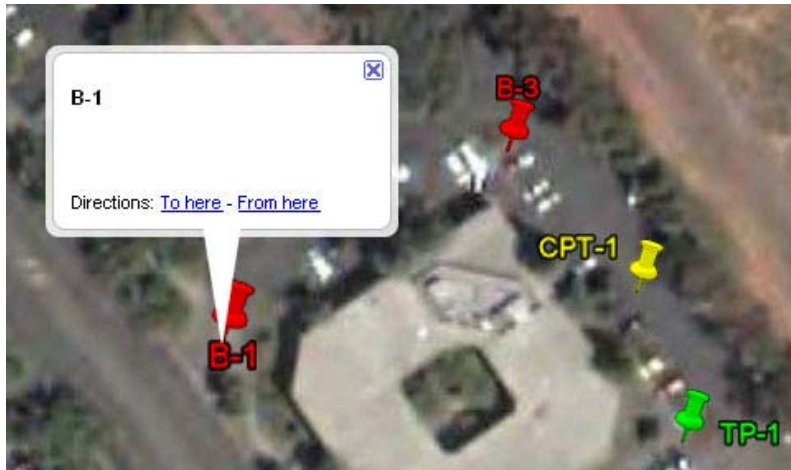 B-1
Directions: To here - From here
B-3
CPT-1
B-1
TP-1